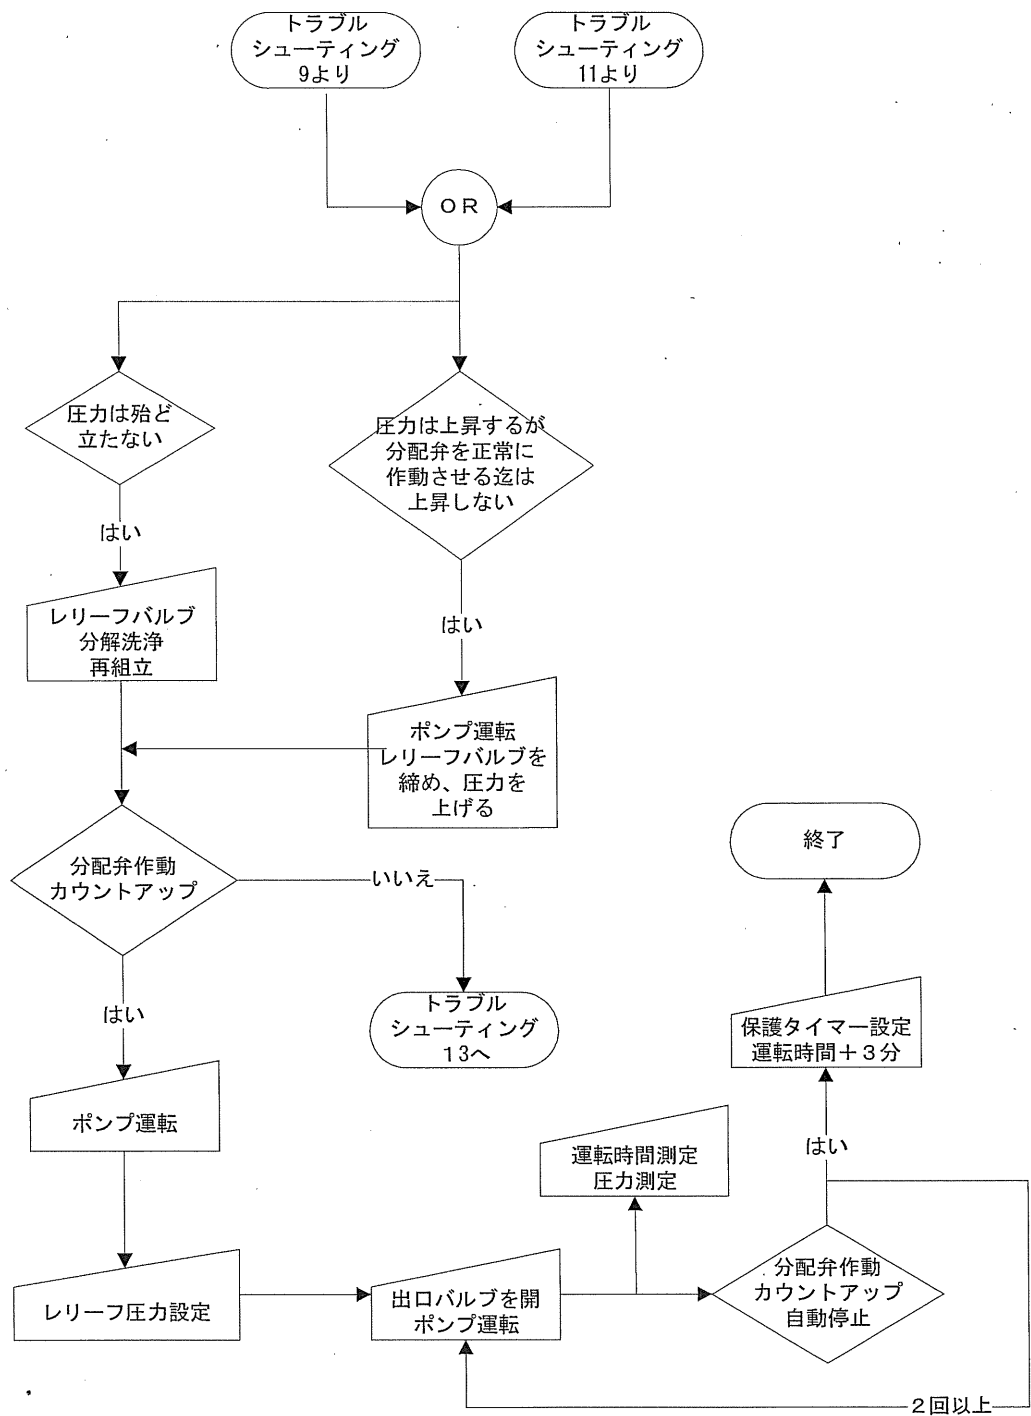 トラブル
シューティング
9より
トラブル
シューティング
11より
OR
圧力は殆ど
立たない
圧力は上昇するが
分配弁を正常に
作動させる迄は
上昇しない
はい
はい
レリーフバルブ
分解洗浄
再組立
ポンプ運転
レリーフバルブを
締め、圧力を
上げる
分配弁作動
カウントアップ
いいえ
終了
はい
トラブル
シューティング
13へ
保護タイマー設定
運転時間+3分
ポンプ運転
運転時間測定
圧力測定
はい
レリーフ圧力設定
出口バルブを開
ポンプ運転
分配弁作動
カウントアップ
自動停止
2回以上